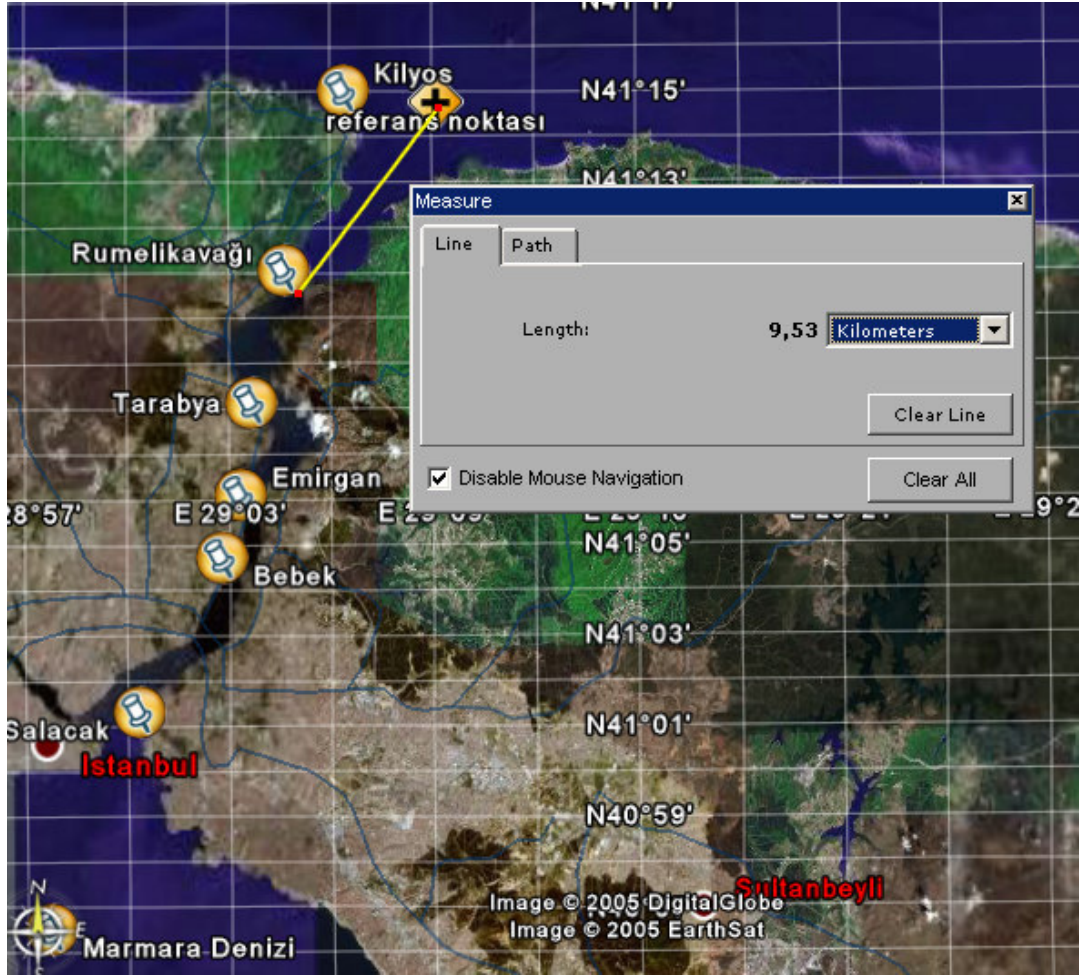 Kilyos
N41°15'
referans noktası
N41°13'
Measure
Line
Path
Rumelikavağı
Length:
9,53
Kilometers
Tarabya
Clear Line
Emirgan
Disable Mouse Navigation
Clear All
E 29°03'
N41°05'
Bebek
N41°03'
N41°01'
Salacak
Istanbul
N40°59'
Sultanbeyli
Image © 2005 DigitalGlobe
Image © 2005 EarthSat
N
E
Marmara Denizi